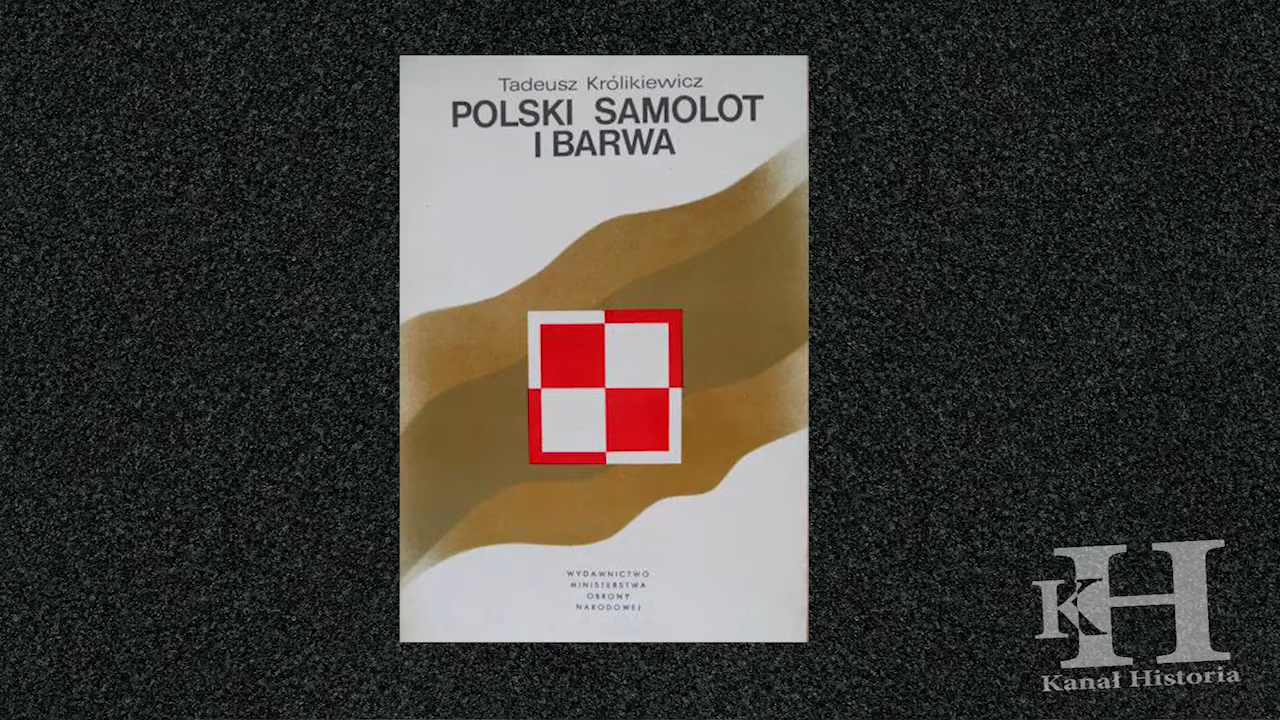 Tadeusz Królikiewicz
POLSKI SAMOLOT
I BARWA
WYDAWNICTWO
MINISTERSTWA
OBRONY
NARODOWEJ
KH
Kanał Historia